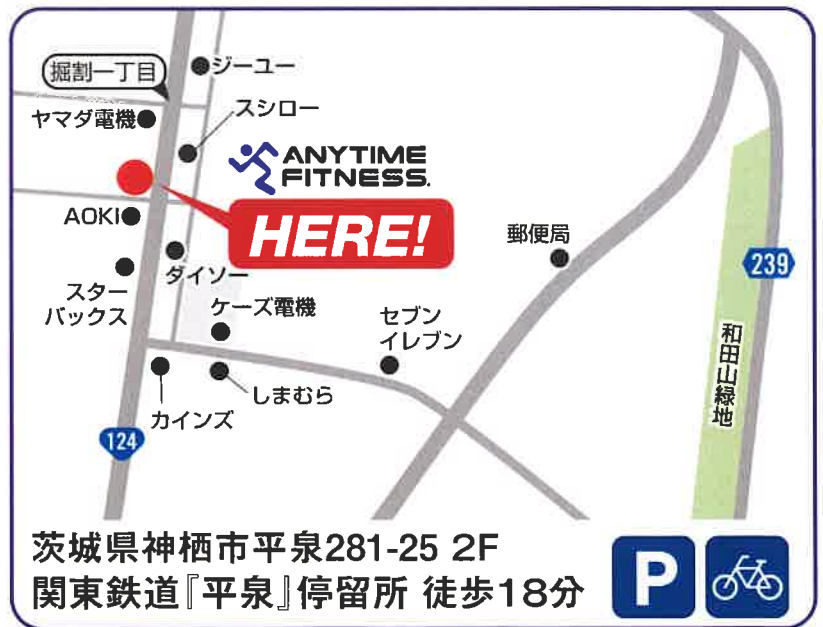 掘割一丁目
ジーユー
スシロー
ヤマダ電機
ANYTIME
FITNESS.
HERE!
AOKI
ダイソー
スター
バックス
ケーズ電機
郵便局
239
セブン
イレブン
和田山緑地
しまむら
カインズ
124
茨城県神栖市平泉281-25 2F
関東鉄道『平泉』停留所 徒歩18分
P